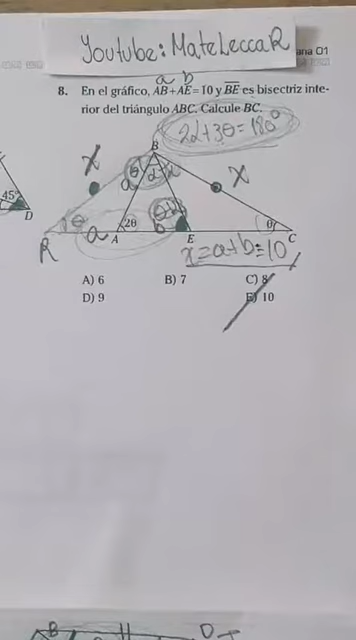 Youtube: MateLeccaR
ana 01
a b
8. En el gráfico, AB + AE = 10 y BE es bisectriz inte-
rior del triángulo ABC. Calcule BC.
2α+3θ=180°
B
x
x
θ
a
α
45°
D
θ
a
2θ
b
θ
R
A
E
C
x=a+b=10
A) 6
B) 7
C) 8
D) 9
E) 10
B
D